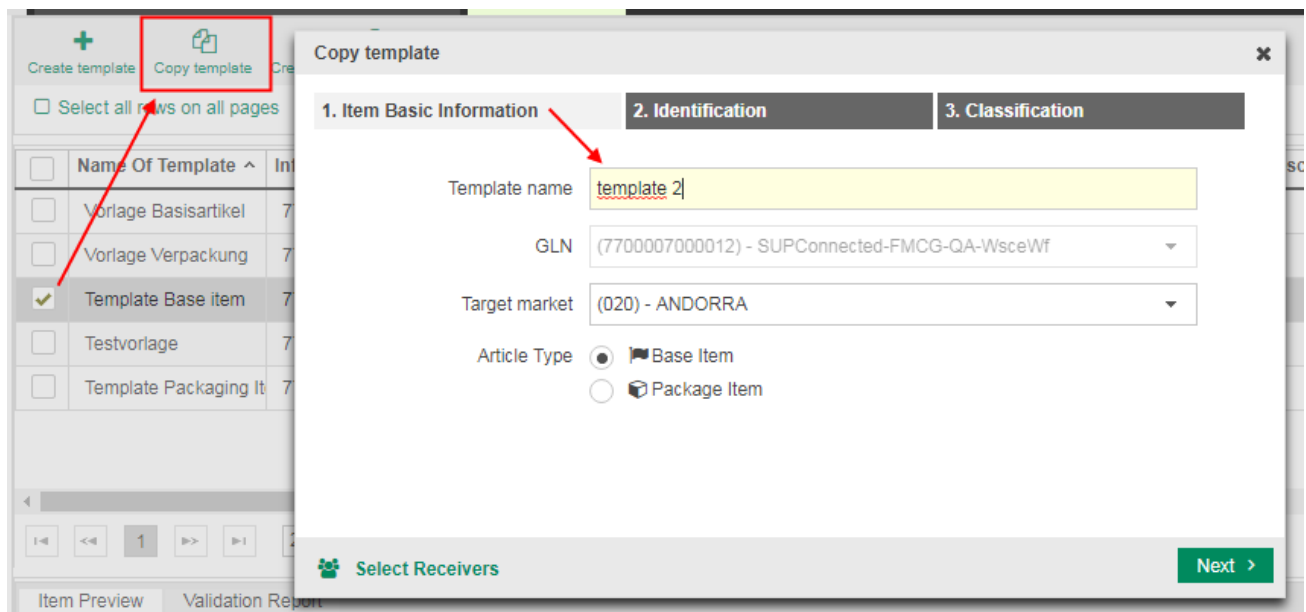 Create template
Copy template
Select all rows on all pages
Name Of Template
Vorlage Basisartikel
Vorlage Verpackung
Template Base item
Testvorlage
Template Packaging
1
Item Preview
Validation Report
Copy template
1. Item Basic Information
2. Identification
3. Classification
Template name
template 2
GLN
(7700007000012) - SUPConnected-FMCG-QA-WsceWf
Target market
(020) - ANDORRA
Article Type
Base Item
Package Item
Select Receivers
Next